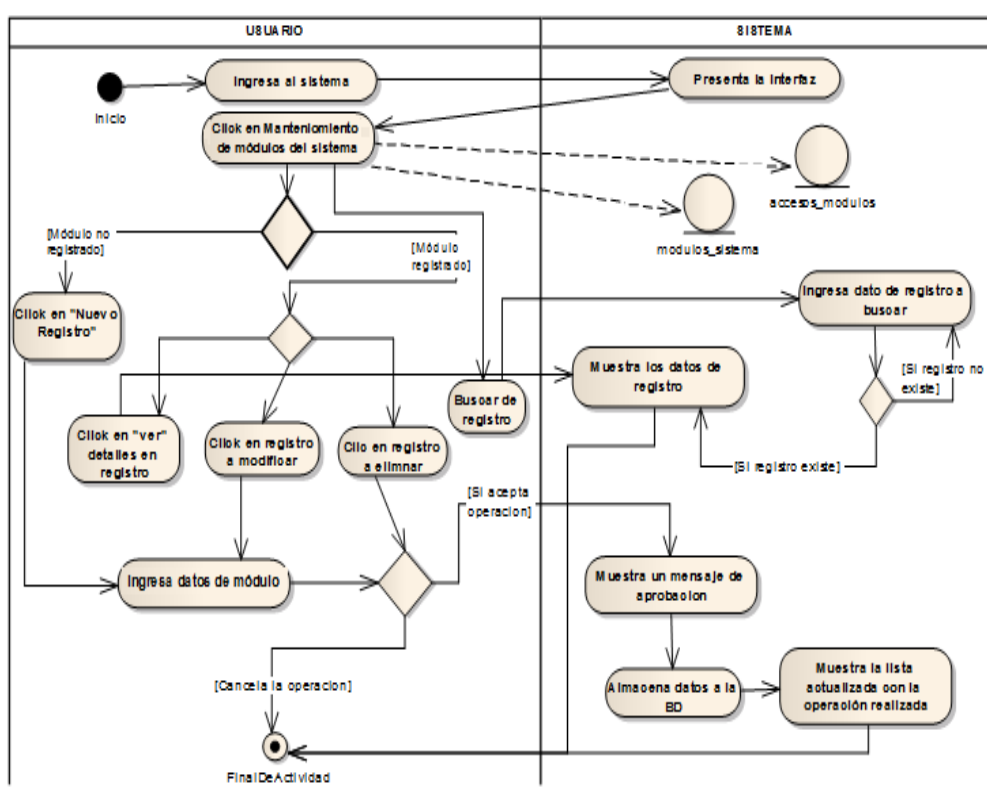 USUARIO
SISTEMA
Ingresa al sistema
Presenta la Interfaz
Inicio
Click en Manteniomiento
de módulos del sistema
accesos_modulos
modulos_sistema
[Módulo no
registrado]
[Módulo
registrado]
Click en "Nuevo
Registro"
Ingresa dato de registro a
buscar
[Si registro no
existe]
Muestra los datos de
registro
Buscar de
registro
Click en "ver"
detalles en
registro
Click en registro
a modificar
Clic en registro
a elimnar
[Si registro existe]
[Si acepta
operacion]
Ingresa datos de módulo
Muestra un mensaje de
aprobacion
[Cancela la operacion]
Almacena datos a la
BD
Muestra la lista
actualizada con la
operación realizada
FinalDeActividad